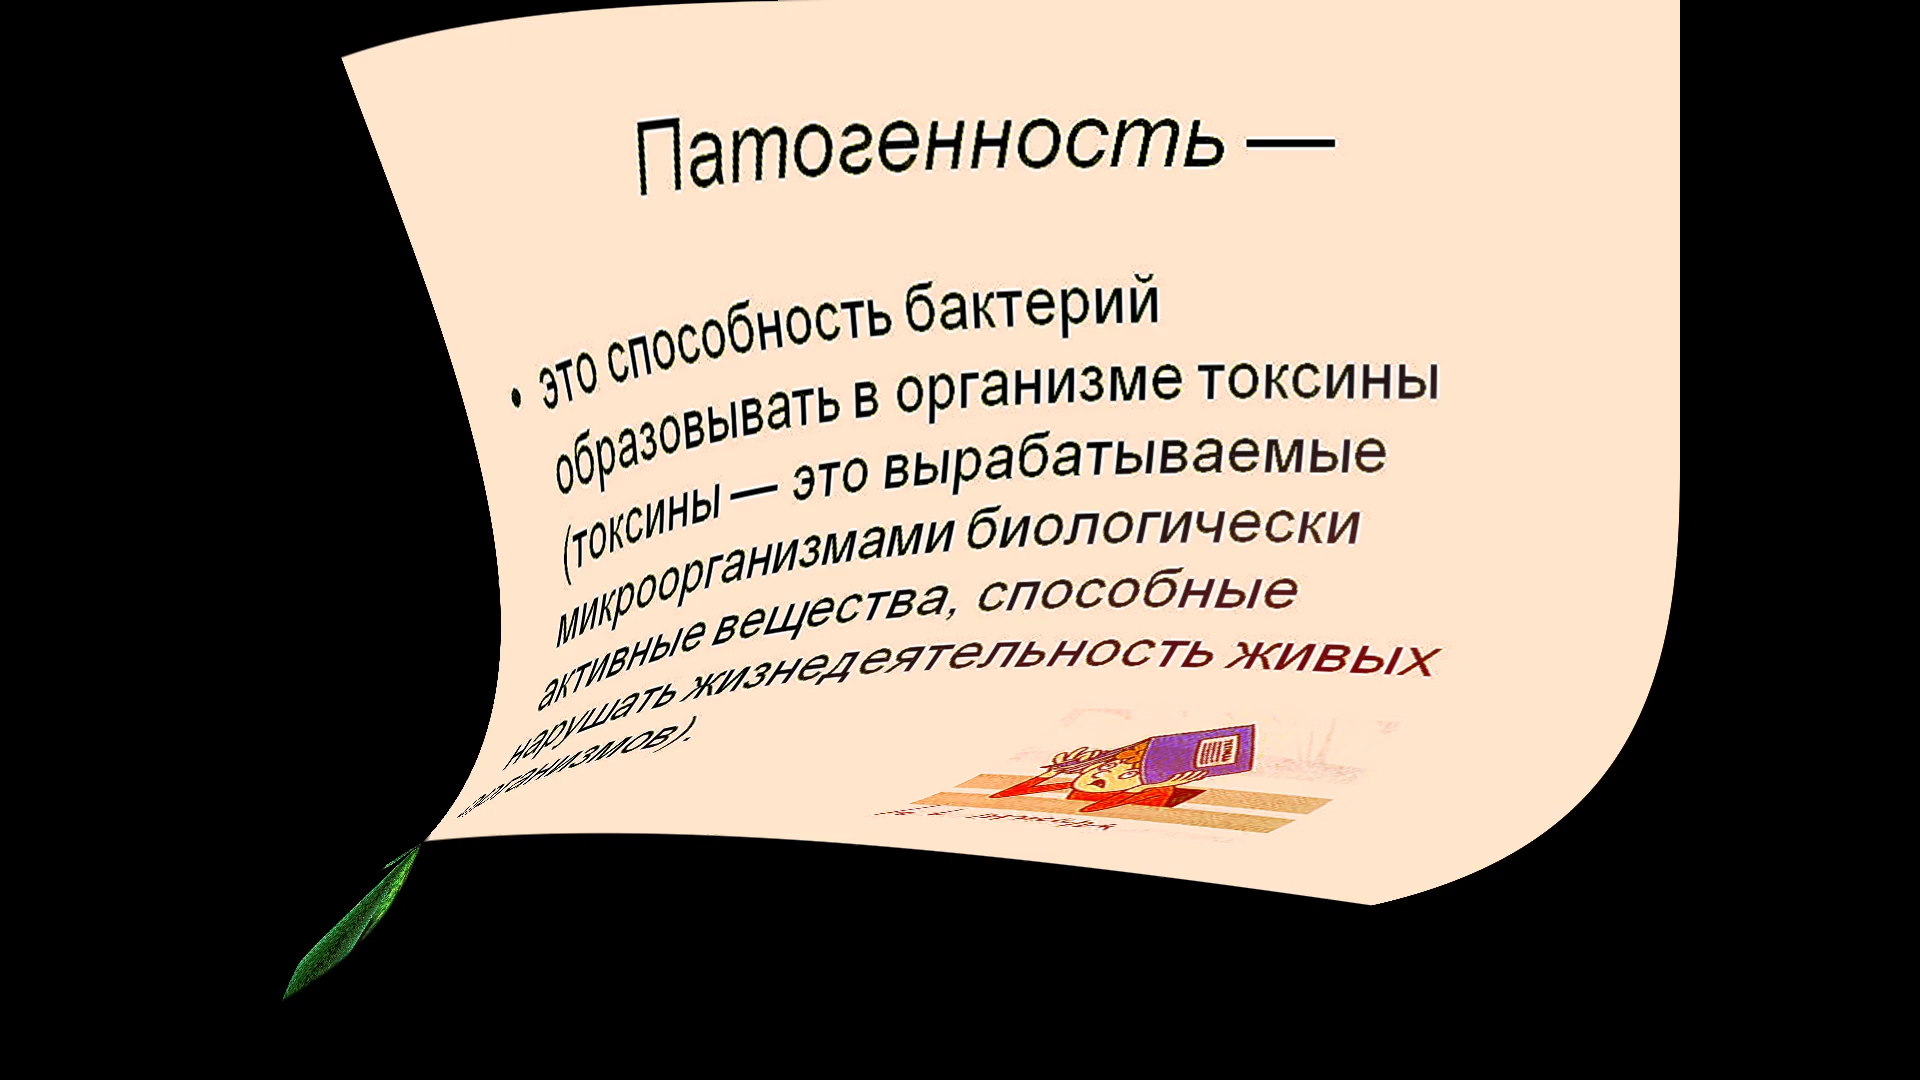 Патогенность —
• это способность бактерий
образовывать в организме токсины
(токсины — это вырабатываемые
микроорганизмами биологически
активные вещества, способные
нарушать жизнедеятельность живых
организмов).